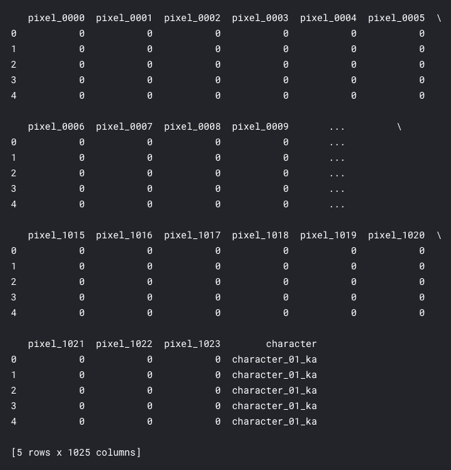 pixel_0000 pixel_0001 pixel_0002 pixel_0003 pixel_0004 pixel_0005 \
0 0 0 0 0 0 0
1 0 0 0 0 0 0
2 0 0 0 0 0 0
3 0 0 0 0 0 0
4 0 0 0 0 0 0
pixel_0006 pixel_0007 pixel_0008 pixel_0009 ... \
0 0 0 0 0 ...
1 0 0 0 0 ...
2 0 0 0 0 ...
3 0 0 0 0 ...
4 0 0 0 0 ...
pixel_1015 pixel_1016 pixel_1017 pixel_1018 pixel_1019 pixel_1020 \
0 0 0 0 0 0 0
1 0 0 0 0 0 0
2 0 0 0 0 0 0
3 0 0 0 0 0 0
4 0 0 0 0 0 0
pixel_1021 pixel_1022 pixel_1023 character
0 0 0 0 character_01_ka
1 0 0 0 character_01_ka
2 0 0 0 character_01_ka
3 0 0 0 character_01_ka
4 0 0 0 character_01_ka
[5 rows x 1025 columns]